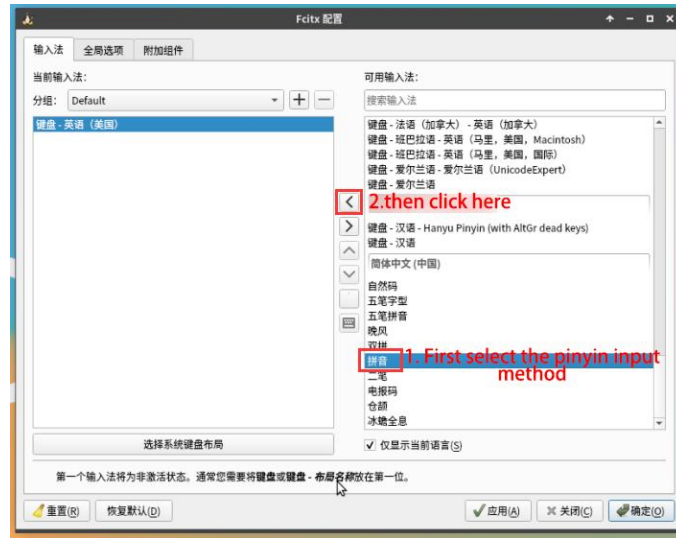 Fcitx 配置
输入法 全局选项 附加组件
当前输入法: 可用输入法:
分组: Default 搜索输入法
键盘 - 英语（美国）
键盘 - 法语（加拿大） - 英语（加拿大）
键盘 - 班巴拉语 - 英语（马里，美国，Macintosh）
键盘 - 班巴拉语 - 英语（马里，美国，国际）
键盘 - 爱尔兰语 - 爱尔兰语（UnicodeExpert）
键盘 - 爱尔兰语
2.then click here
键盘 - 汉语 - Hanyu Pinyin (with AltGr dead keys)
键盘 - 汉语
简体中文 (中国)
自然码
五笔字型
五笔拼音
晚风
双拼
拼音 1. First select the pinyin input
method
二笔
电报码
仓颉
冰蟾全息
选择系统键盘布局 仅显示当前语言(S)
第一个输入法将为非激活状态。通常您需要将键盘或键盘 - 布局名称放在第一位。
重置(R) 恢复默认(D) 应用(A) 关闭(C) 确定(O)